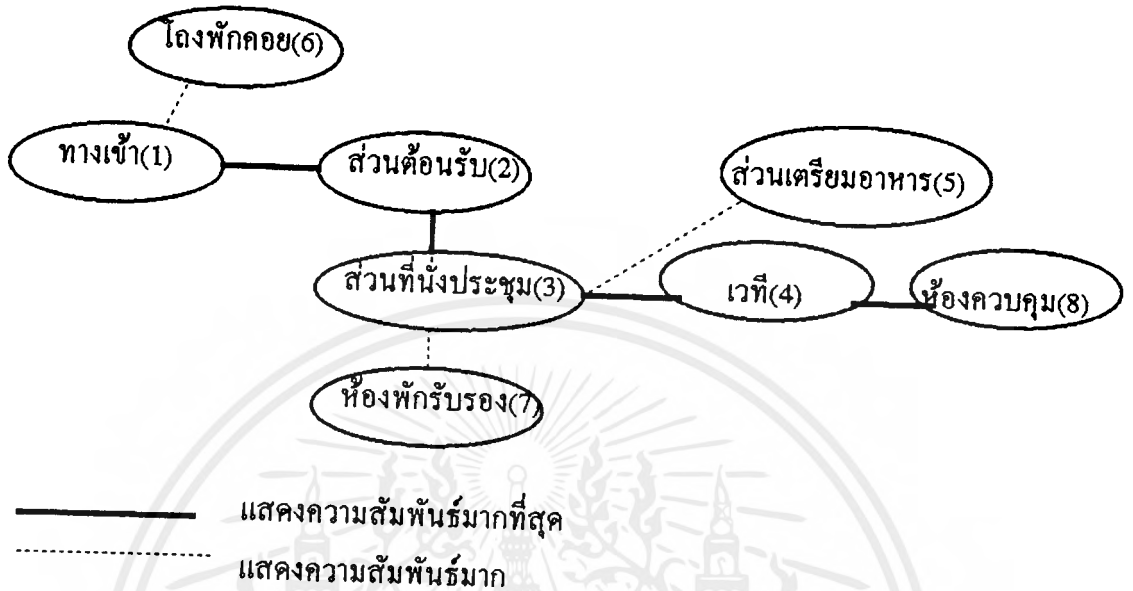 โถงพักคอย(6)
ทางเข้า(1)
ส่วนต้อนรับ(2)
ส่วนเตรียมอาหาร(5)
ส่วนที่นั่งประชุม(3)
เวที(4)
ห้องควบคุม(8)
ห้องพักรับรอง(7)
แสดงความสัมพันธ์มากที่สุด
แสดงความสัมพันธ์มาก